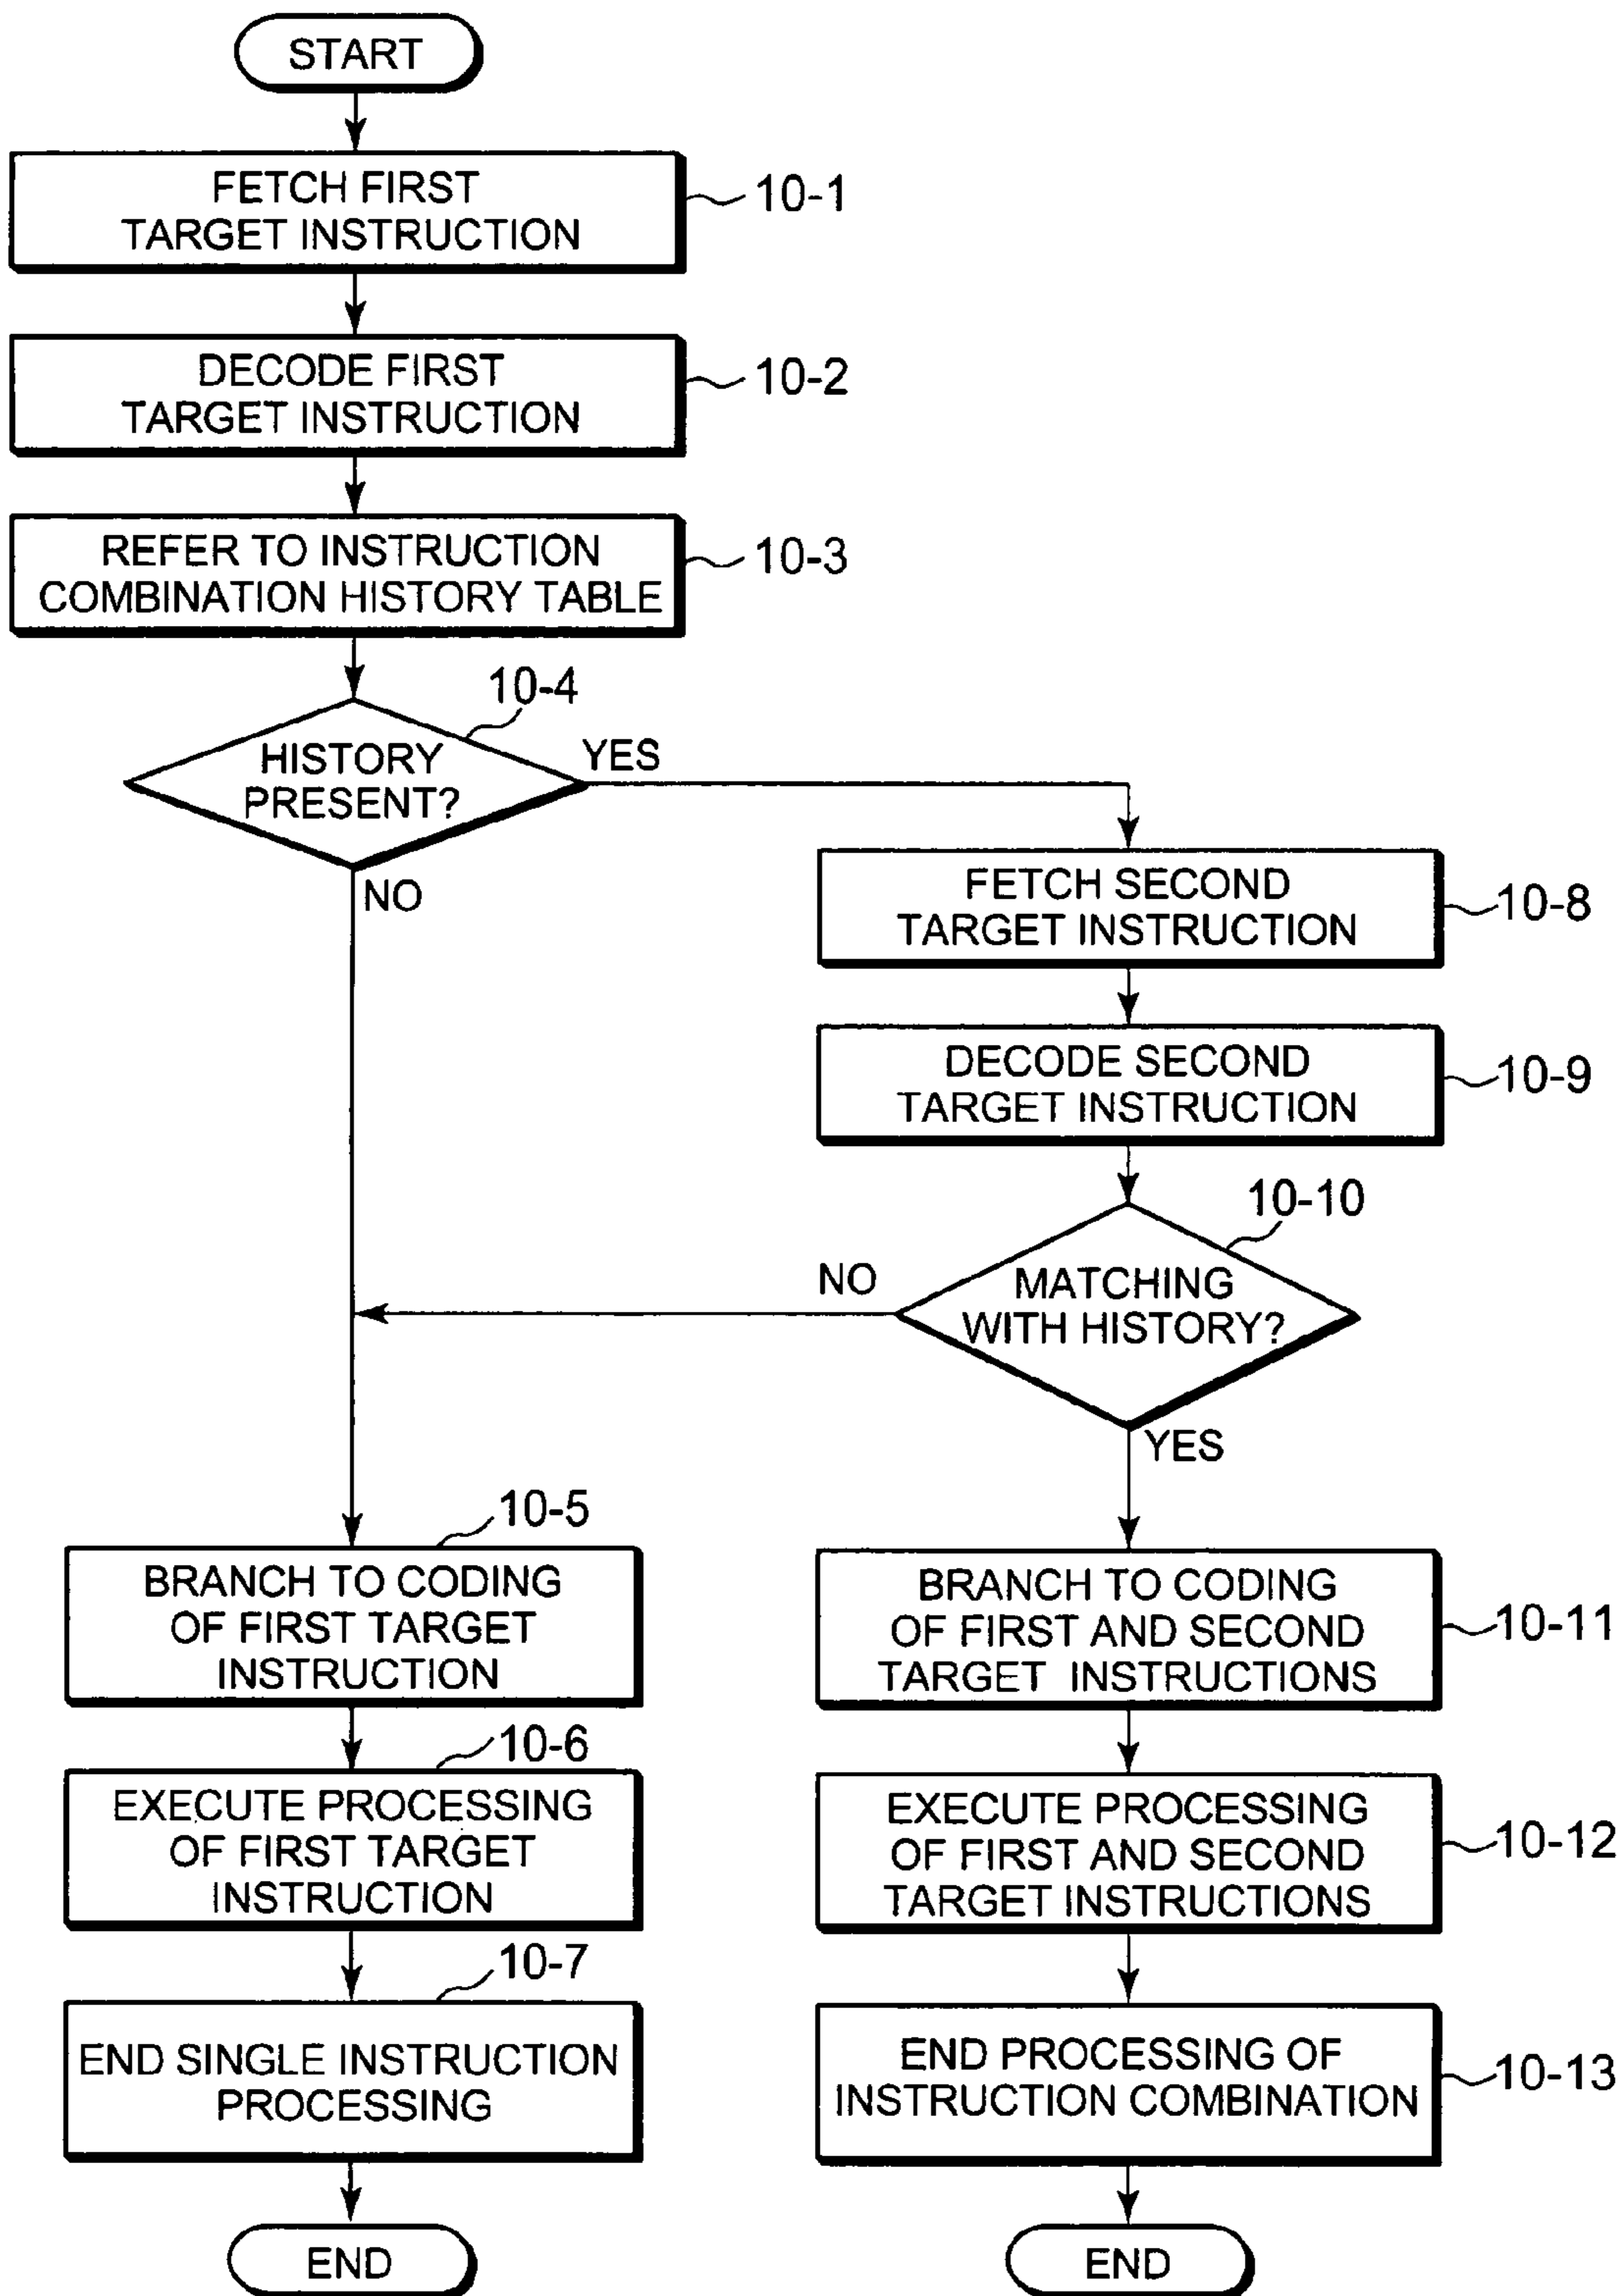 START
FETCH FIRST
TARGET INSTRUCTION
10-1
DECODE FIRST
TARGET INSTRUCTION
10-2
REFER TO INSTRUCTION
COMBINATION HISTORY TABLE
10-3
10-4
HISTORY
PRESENT?
YES
NO
FETCH SECOND
TARGET INSTRUCTION
10-8
DECODE SECOND
TARGET INSTRUCTION
10-9
10-10
MATCHING
WITH HISTORY?
NO
YES
10-5
BRANCH TO CODING
OF FIRST TARGET
INSTRUCTION
10-6
EXECUTE PROCESSING
OF FIRST TARGET
INSTRUCTION
10-7
END SINGLE INSTRUCTION
PROCESSING
END
BRANCH TO CODING
OF FIRST AND SECOND
TARGET INSTRUCTIONS
10-11
EXECUTE PROCESSING
OF FIRST AND SECOND
TARGET INSTRUCTIONS
10-12
END PROCESSING OF
INSTRUCTION COMBINATION
10-13
END